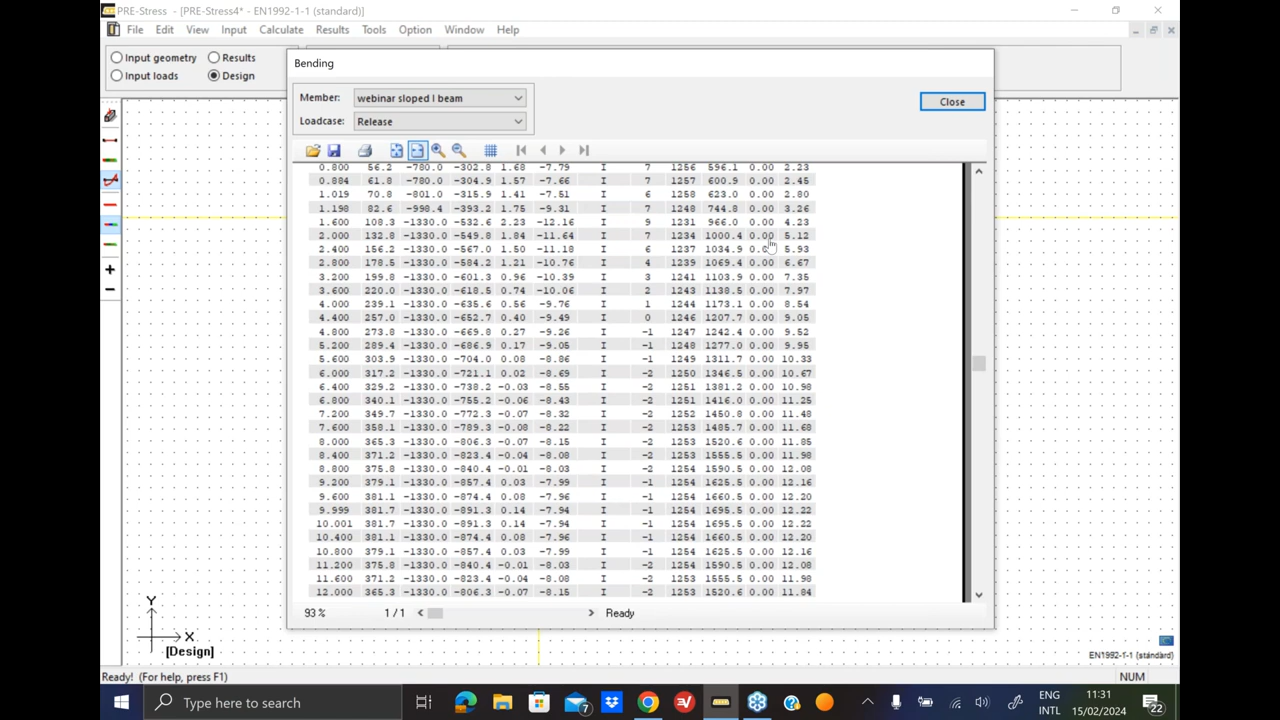 PRE-Stress - [PRE-Stress4* - EN1992-1-1 (standard)]
File Edit View Input Calculate Results Tools Option Window Help
Input geometry Results
Input loads Design
Bending
Member: webinar sloped I beam
Close
Loadcase: Release
0.800 56.2 -780.0 -302.8 1.68 -7.79 I 7 1256 596.1 0.00 2.23
0.884 61.8 -780.0 -304.9 1.57 -7.66 I 7 1257 600.9 0.00 2.45
1.019 70.8 -801.0 -315.9 1.41 -7.51 I 6 1258 623.0 0.00 2.80
1.198 82.6 -998.4 -393.2 1.75 -9.31 I 7 1248 744.8 0.00 3.26
1.600 108.3 -1330.0 -532.6 2.23 -12.16 I 9 1231 966.0 0.00 4.23
2.000 132.8 -1330.0 -549.8 1.84 -11.64 I 7 1234 1000.4 0.00 5.12
2.400 156.2 -1330.0 -567.0 1.50 -11.18 I 6 1237 1034.9 5.93
2.800 178.5 -1330.0 -584.2 1.21 -10.76 I 4 1239 1069.4 0.00 6.67
3.200 199.8 -1330.0 -601.3 0.96 -10.39 I 3 1241 1103.9 0.00 7.35
3.600 220.0 -1330.0 -618.5 0.74 -10.06 I 2 1243 1138.5 0.00 7.97
4.000 239.1 -1330.0 -635.6 0.56 -9.76 I 1 1244 1173.1 0.00 8.54
4.400 257.0 -1330.0 -652.7 0.40 -9.49 I 0 1246 1207.7 0.00 9.05
4.800 273.8 -1330.0 -669.8 0.27 -9.26 I -1 1247 1242.4 0.00 9.52
5.200 289.4 -1330.0 -686.9 0.17 -9.05 I -1 1248 1277.0 0.00 9.95
5.600 303.9 -1330.0 -704.0 0.08 -8.86 I -1 1249 1311.7 0.00 10.33
6.000 317.2 -1330.0 -721.1 0.02 -8.69 I -2 1250 1346.5 0.00 10.67
6.400 329.2 -1330.0 -738.2 -0.03 -8.55 I -2 1251 1381.2 0.00 10.98
6.800 340.1 -1330.0 -755.2 -0.06 -8.43 I -2 1251 1416.0 0.00 11.25
7.200 349.7 -1330.0 -772.3 -0.07 -8.32 I -2 1252 1450.8 0.00 11.48
7.600 358.1 -1330.0 -789.3 -0.08 -8.22 I -2 1253 1485.7 0.00 11.68
8.000 365.3 -1330.0 -806.3 -0.07 -8.15 I -2 1253 1520.6 0.00 11.85
8.400 371.2 -1330.0 -823.4 -0.04 -8.08 I -2 1253 1555.5 0.00 11.98
8.800 375.8 -1330.0 -840.4 -0.01 -8.03 I -2 1254 1590.5 0.00 12.08
9.200 379.1 -1330.0 -857.4 0.03 -7.99 I -1 1254 1625.5 0.00 12.16
9.600 381.1 -1330.0 -874.4 0.08 -7.96 I -1 1254 1660.5 0.00 12.20
9.999 381.7 -1330.0 -891.3 0.14 -7.94 I -1 1254 1695.5 0.00 12.22
10.001 381.7 -1330.0 -891.3 0.14 -7.94 I -1 1254 1695.5 0.00 12.22
10.400 381.1 -1330.0 -874.4 0.08 -7.96 I -1 1254 1660.5 0.00 12.20
10.800 379.1 -1330.0 -857.4 0.03 -7.99 I -1 1254 1625.5 0.00 12.16
11.200 375.8 -1330.0 -840.4 -0.01 -8.03 I -2 1254 1590.5 0.00 12.08
11.600 371.2 -1330.0 -823.4 -0.04 -8.08 I -2 1253 1555.5 0.00 11.98
12.000 365.3 -1330.0 -806.3 -0.07 -8.15 I -2 1253 1520.6 0.00 11.84
93% 1/1 Ready
Y
X
[Design]
EN1992-1-1 (standard)
Ready! (For help, press F1) NUM
Type here to search
7
ENG
INTL
11:31
15/02/2024
22